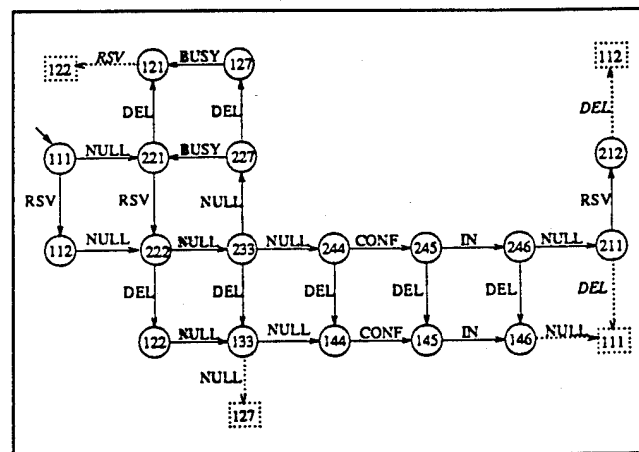 122 RSV 121 BUSY 127 112
DEL DEL DEL
111 NULL 221 BUSY 227 212
RSV RSV NULL RSV
112 NULL 222 NULL 233 NULL 244 CONF 245 IN 246 NULL 211
DEL DEL DEL DEL DEL DEL
122 NULL 133 NULL 144 CONF 145 IN 146 NULL 111
NULL
127